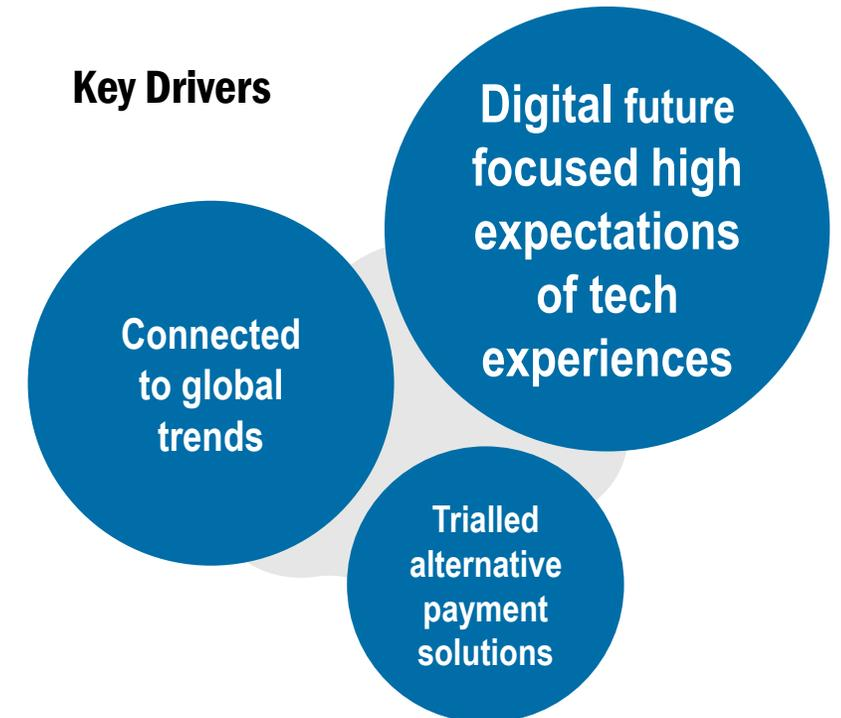 Key Drivers
Digital future
focused high
expectations
of tech
experiences
Connected
to global
trends
Trialled
alternative
payment
solutions